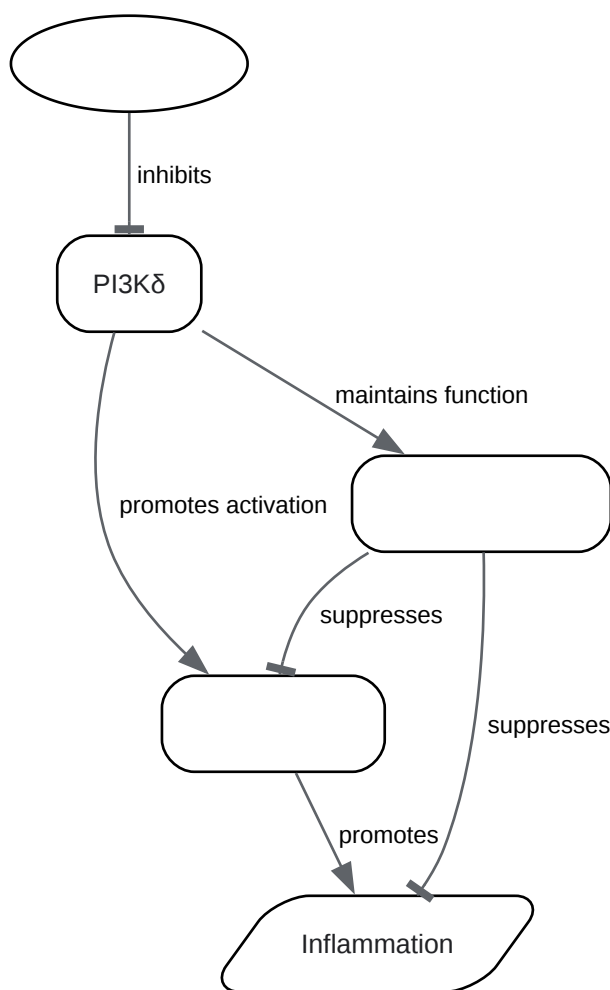 inhibits
PI3Kδ
maintains function
promotes activation
suppresses
suppresses
promotes
Inflammation